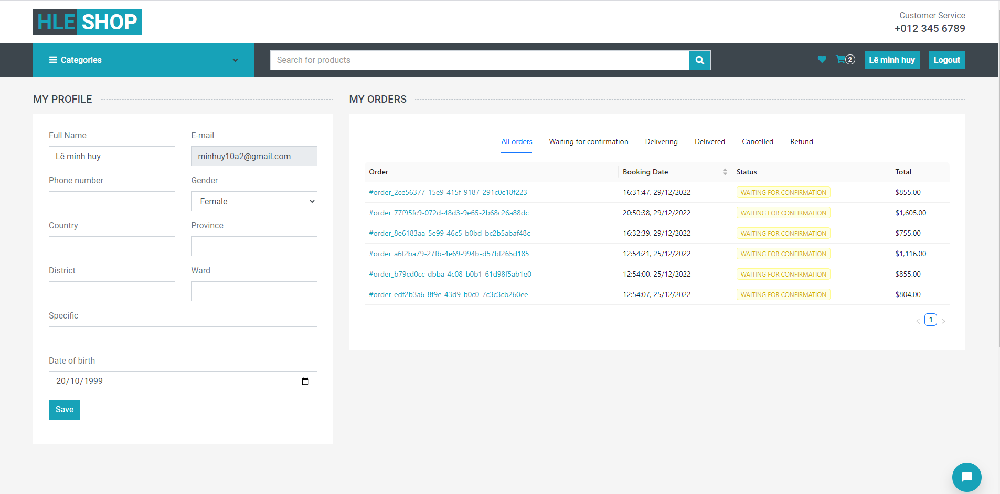 HLE SHOP
Customer Service
+012 345 6789
Categories
Search for products
2
Lê minh huy
Logout
MY PROFILE
MY ORDERS
Full Name
E-mail
Lê minh huy
minhuy10a2@gmail.com
Phone number
Gender
Female
Country
Province
District
Ward
Specific
Date of birth
20/10/1999
Save
All orders Waiting for confirmation Delivering Delivered Cancelled Refund
Order Booking Date Status Total
#order_2ce56377-15e9-415f-9187-291c0c18f223 16:31:47, 29/12/2022 WAITING FOR CONFIRMATION $855.00
#order_77f95fc9-072d-48d3-9e65-2b68c26a88dc 20:50:38, 29/12/2022 WAITING FOR CONFIRMATION $1,605.00
#order_8e6183aa-5e99-46c5-b0bd-bc2b5abaf48c 16:32:39, 29/12/2022 WAITING FOR CONFIRMATION $755.00
#order_a6f2ba79-27fb-4e69-994b-d57bf265d185 12:54:21, 25/12/2022 WAITING FOR CONFIRMATION $1,116.00
#order_b79cd0cc-dbba-4c08-b0b1-61d98f5ab1e0 12:54:00, 25/12/2022 WAITING FOR CONFIRMATION $855.00
#order_edf2b3a6-8f9e-43d9-b0c0-7c3c3cb260ee 12:54:07, 25/12/2022 WAITING FOR CONFIRMATION $804.00
1